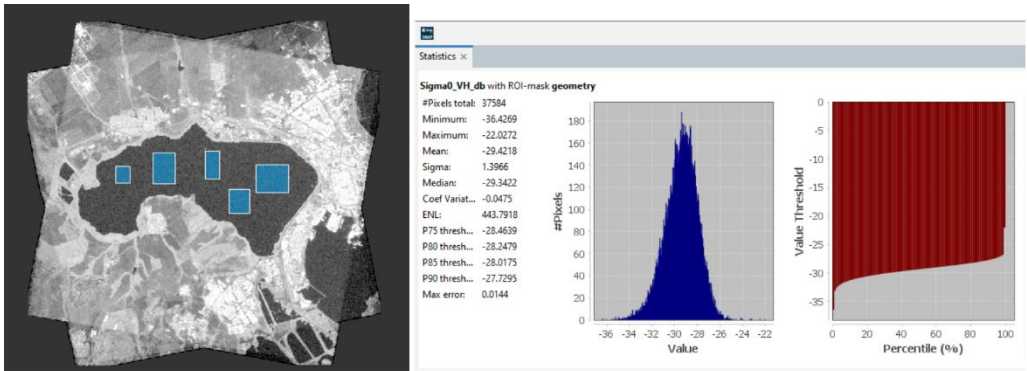 Statistics ×
Sigma0_VH_db with ROI-mask geometry
#Pixels total: 37584
Minimum: -36.4269
Maximum: -22.0272
Mean: -29.4218
Sigma: 1.3966
Median: -29.3422
Coef Variat... -0.0475
ENL: 443.7918
P75 thresh... -28.4639
P80 thresh... -28.2479
P85 thresh... -28.0175
P90 thresh... -27.7295
Max error: 0.0144
#Pixels
180
160
140
120
100
80
60
40
20
0
-36 -34 -32 -30 -28 -26 -24 -22
Value
Value Threshold
0
-5
-10
-15
-20
-25
-30
-35
0 20 40 60 80 100
Percentile (%)